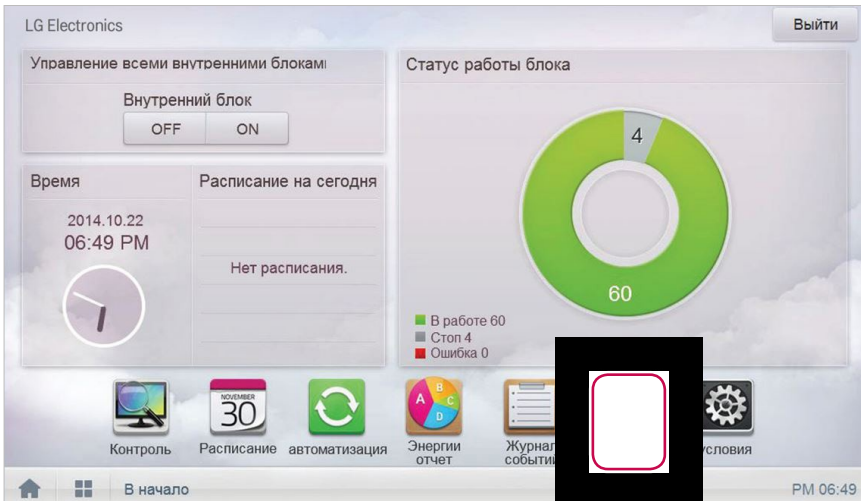 LG Electronics
Выйти
Управление всеми внутренними блокамı
Внутренний блок
OFF ON
Статус работы блока
4
60
В работе 60
Стоп 4
Ошибка 0
Время
2014.10.22
06:49 PM
Расписание на сегодня
Нет расписания.
NOVEMBER
30
A B C D
Контроль
Расписание
автоматизация
Энергии
отчет
Журнал
событи
условия
В начало
PM 06:49